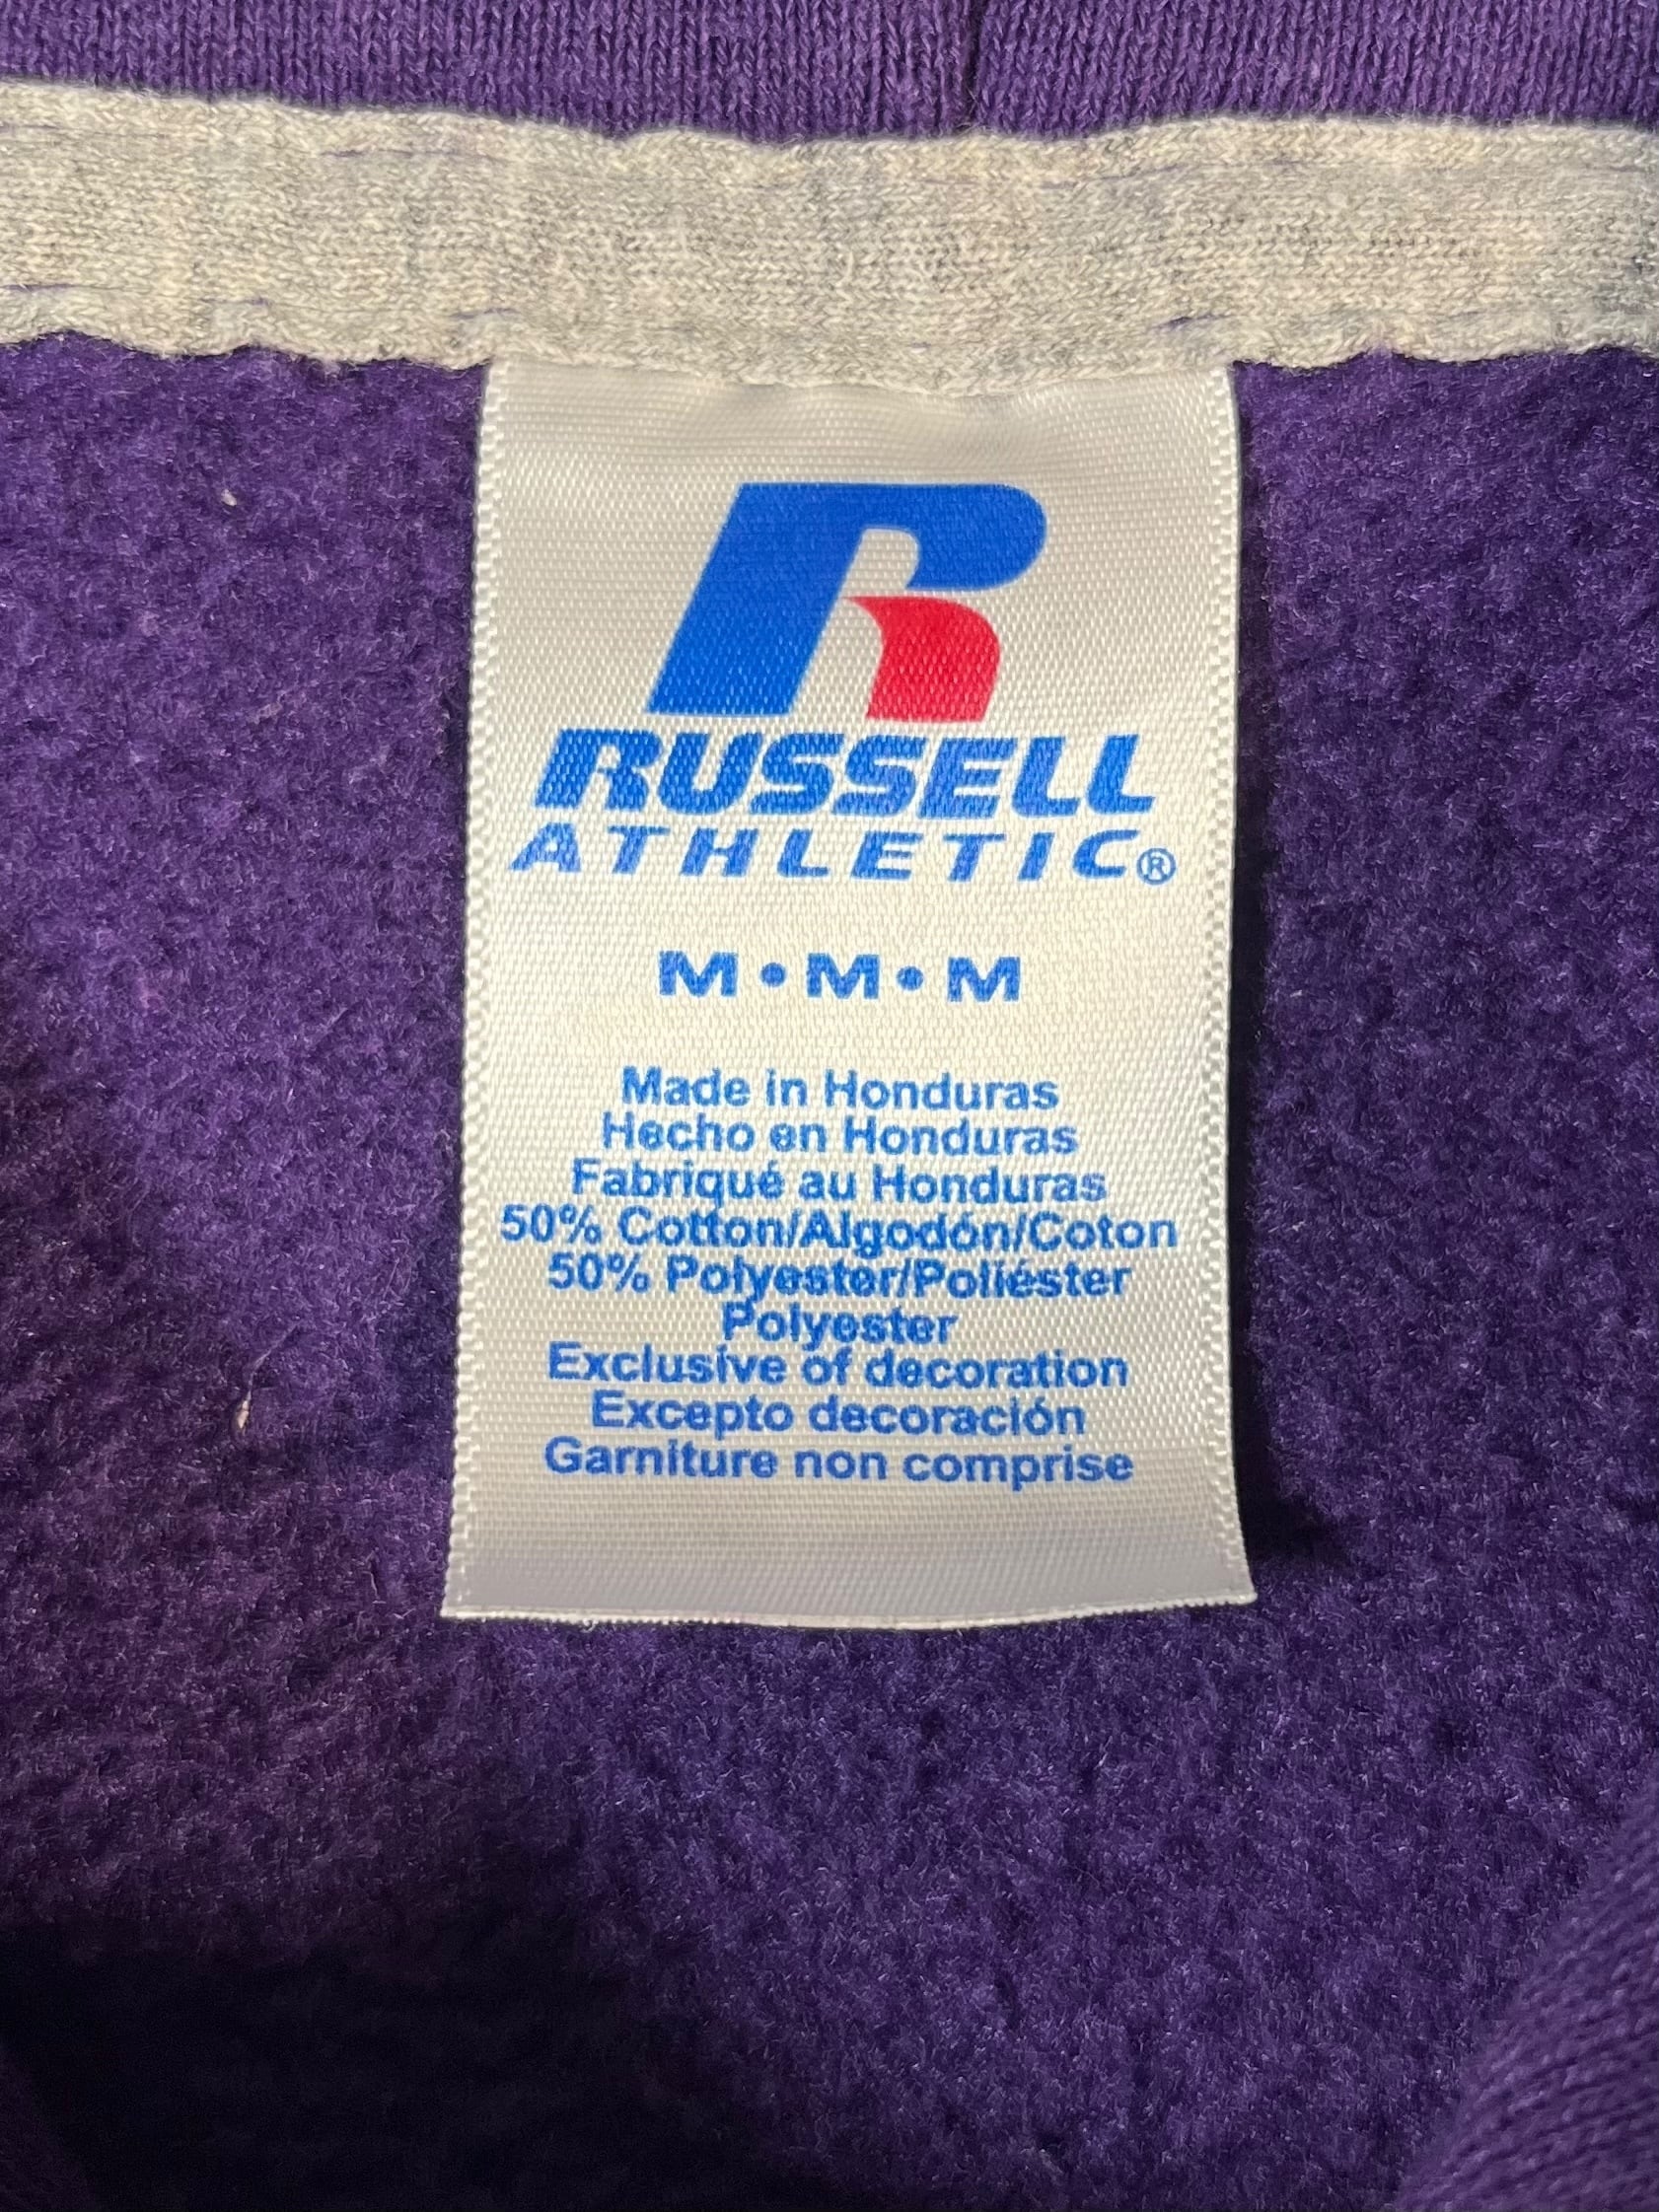 R
RUSSELL
ATHLETIC®
M•M•M
Made in Honduras
Hecho en Honduras
Fabriqué au Honduras
50% Cotton/Algodón/Coton
50% Polyester/Poliéster
Polyester
Exclusive of decoration
Excepto decoración
Garniture non comprise